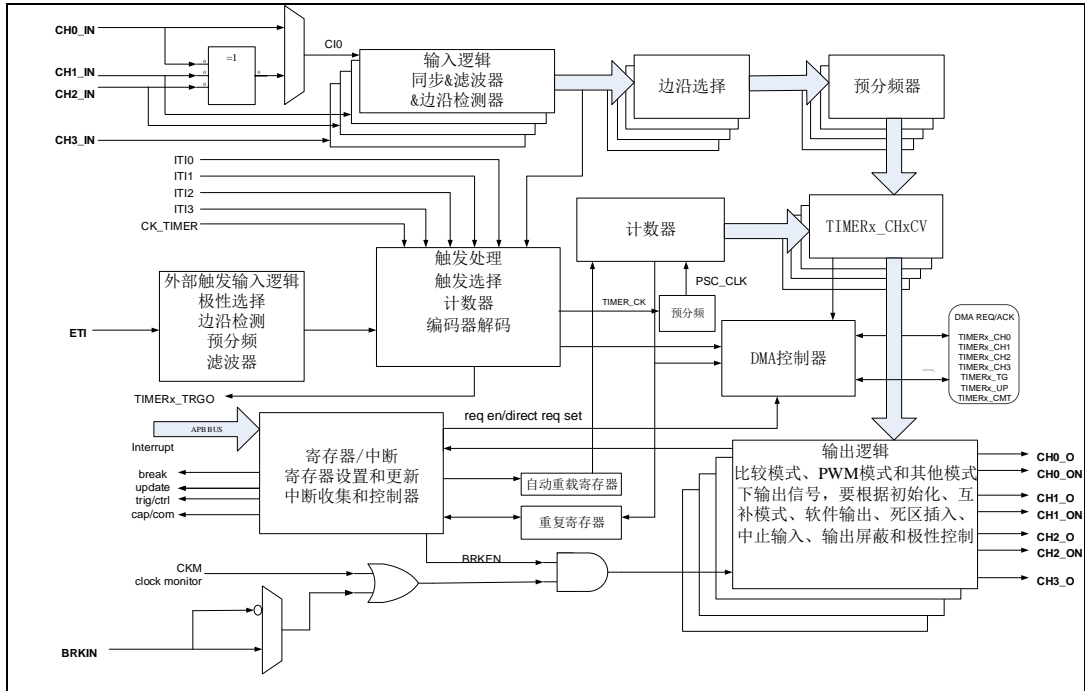 CH0_IN
CH1_IN
CH2_IN
CH3_IN
=1
CI0
输入逻辑
同步&滤波器
&边沿检测器
边沿选择
预分频器
ITI0
ITI1
ITI2
ITI3
CK_TIMER
触发处理
触发选择
计数器
编码器解码
计数器
TIMERx_CHxCV
PSC_CLK
TIMER_CK
预分频
外部触发输入逻辑
极性选择
边沿检测
预分频
滤波器
ETI
DMA控制器
DMA REQ/ACK
TIMERx_CH0
TIMERx_CH1
TIMERx_CH2
TIMERx_CH3
TIMERx_TG
TIMERx_UP
TIMERx_CMT
TIMERx_TRGO
req en/direct req set
APB BUS
Interrupt
break
update
trig/ctrl
cap/com
寄存器/中断
寄存器设置和更新
中断收集和控制器
自动重载寄存器
重复寄存器
输出逻辑
比较模式、PWM模式和其他模式
下输出信号,要根据初始化、互
补模式、软件输出、死区插入、
中止输入、输出屏蔽和极性控制
CH0_O
CH0_ON
CH1_O
CH1_ON
CH2_O
CH2_ON
CH3_O
BRKEN
CKM
clock monitor
BRKIN